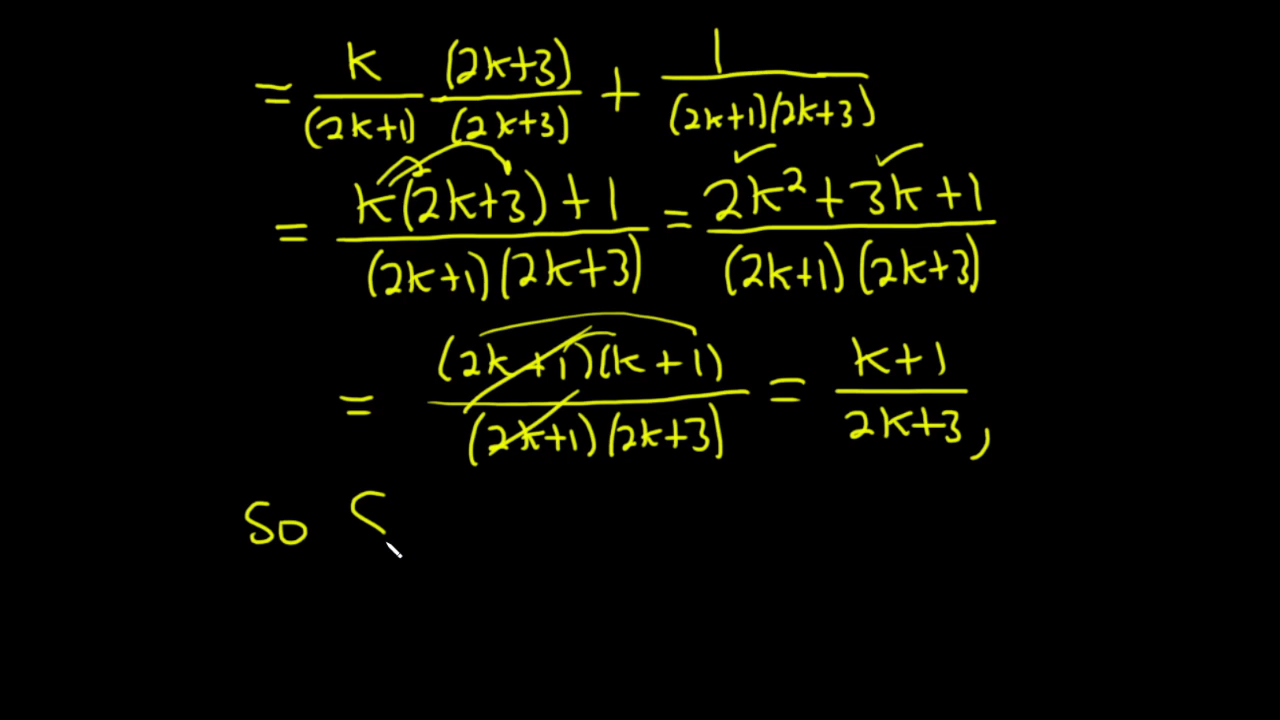 = k/(2k+1) (2k+3)/(2k+3) + 1/((2k+1)(2k+3))
= (k(2k+3)+1)/((2k+1)(2k+3)) = (2k²+3k+1)/((2k+1)(2k+3))
= ((2k+1)(k+1))/((2k+1)(2k+3)) = (k+1)/(2k+3),
So S